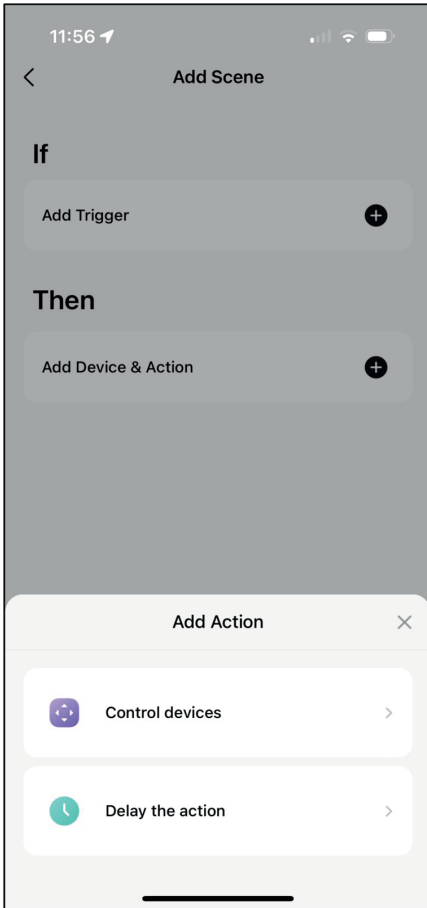 11:56
Add Scene
If
Add Trigger
Then
Add Device & Action
Add Action
Control devices
Delay the action